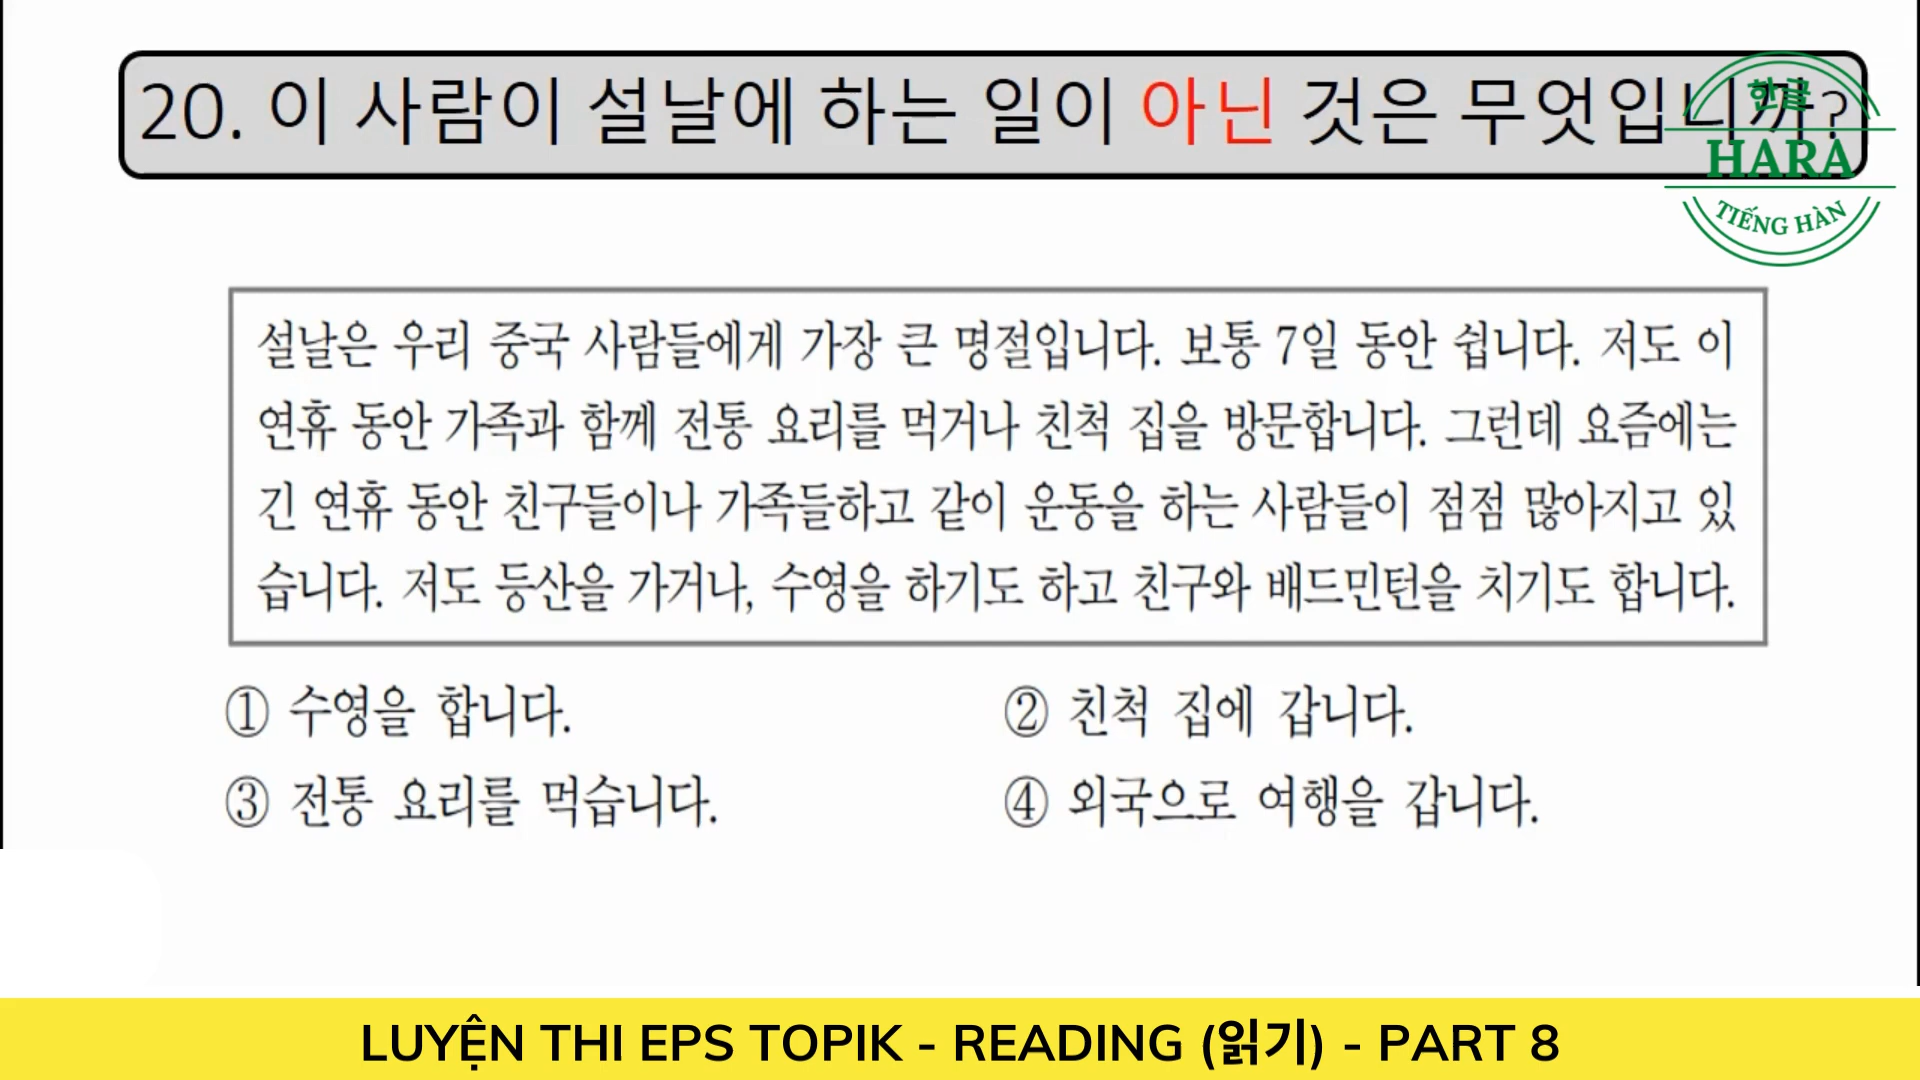 20. 이 사람이 설날에 하는 일이 아닌 것은 무엇입니까?
한글
HARA
TIẾNG HÀN
설날은 우리 중국 사람들에게 가장 큰 명절입니다. 보통 7일 동안 쉽니다. 저도 이
연휴 동안 가족과 함께 전통 요리를 먹거나 친척 집을 방문합니다. 그런데 요즘에는
긴 연휴 동안 친구들이나 가족들하고 같이 운동을 하는 사람들이 점점 많아지고 있
습니다. 저도 등산을 가거나, 수영을 하기도 하고 친구와 배드민턴을 치기도 합니다.
① 수영을 합니다.
② 친척 집에 갑니다.
③ 전통 요리를 먹습니다.
④ 외국으로 여행을 갑니다.
LUYỆN THI EPS TOPIK - READING (읽기) - PART 8